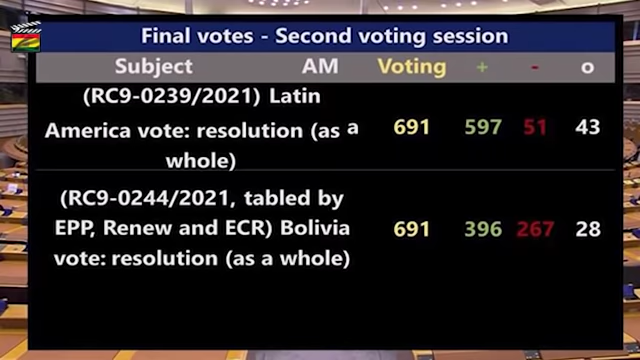 Final votes - Second voting session
Subject AM Voting + - o
(RC9-0239/2021) Latin
America vote: resolution (as a 691 597 51 43
whole)
(RC9-0244/2021, tabled by
EPP, Renew and ECR) Bolivia 691 396 267 28
vote: resolution (as a whole)